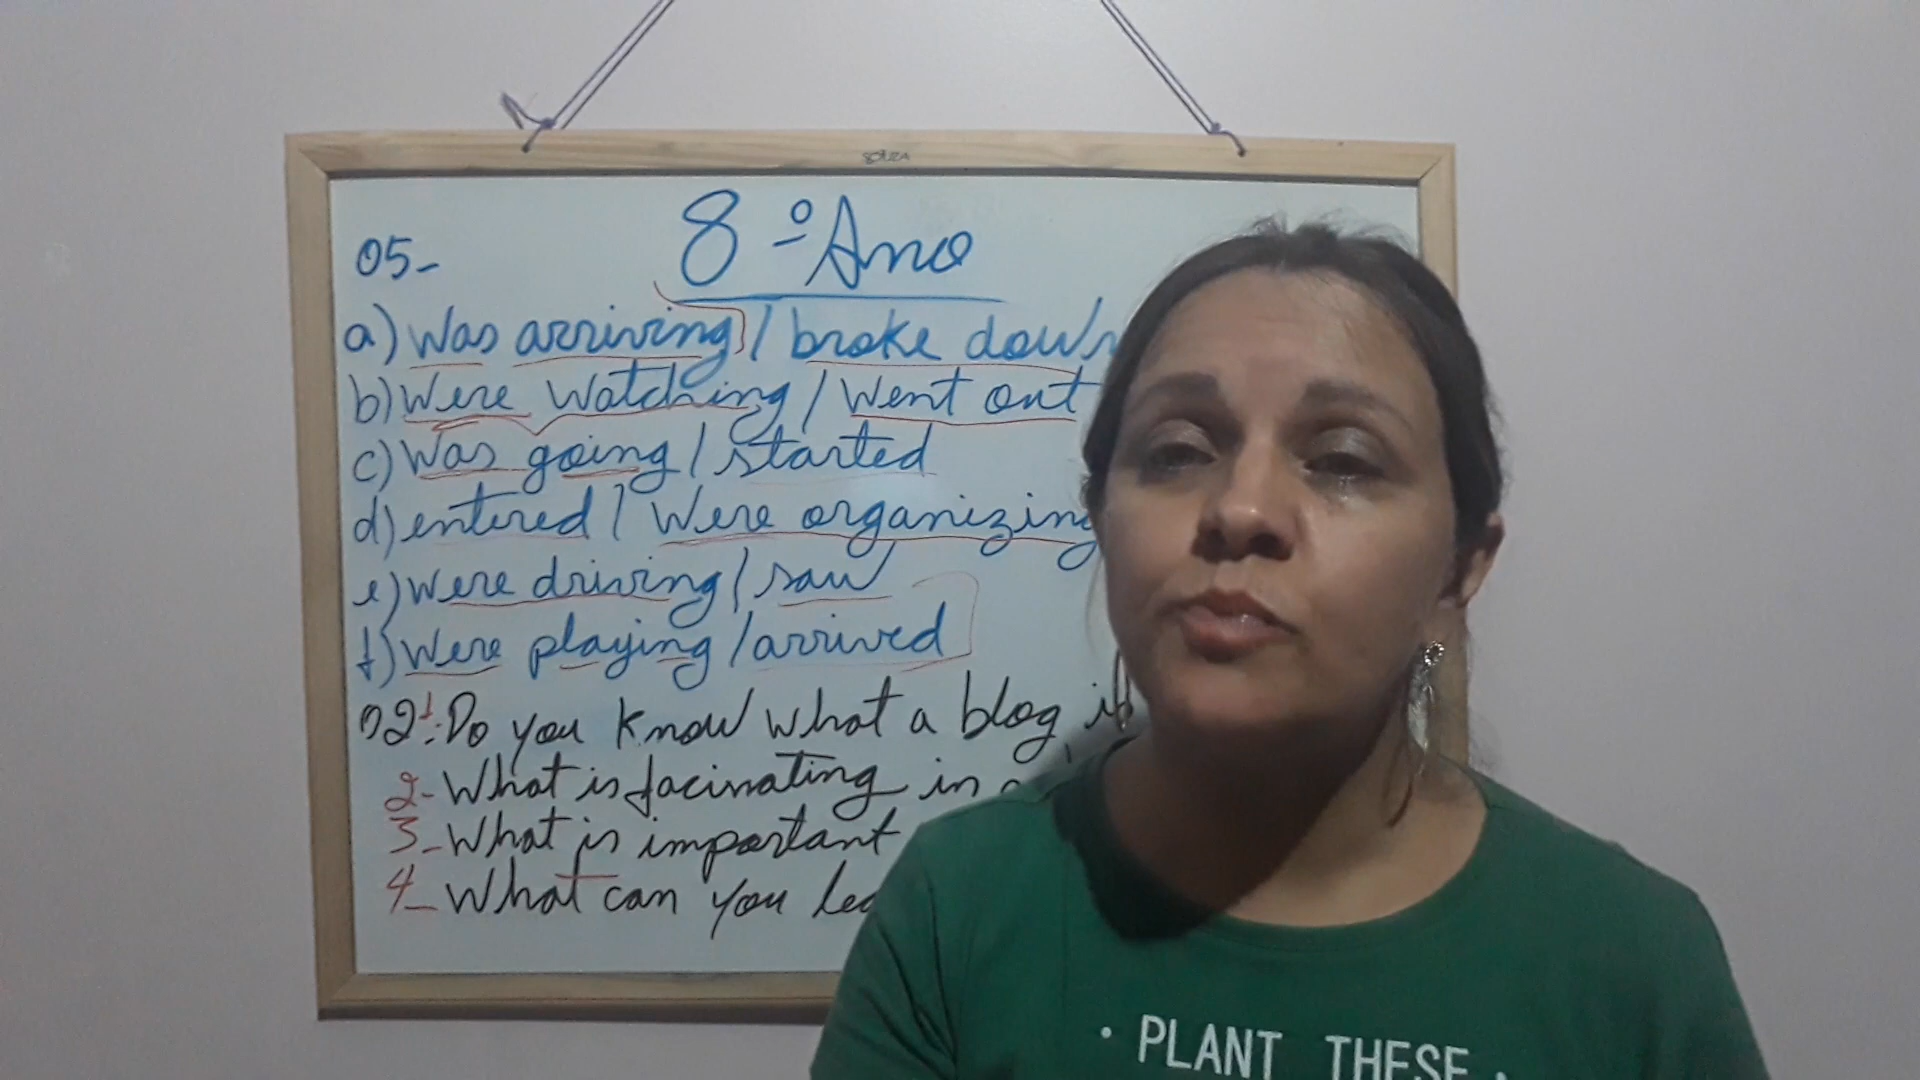 SOUZA
8º Ano
05-
a) Was arriving / broke down
b) Were watching / Went out
c) Was going / started
d) entered / Were organizing
e) Were driving / saw
f) Were playing / arrived
02 1- Do you know what a blog is
2- What is facinating in
3- What is important
4- What can you lea
• PLANT THESE •